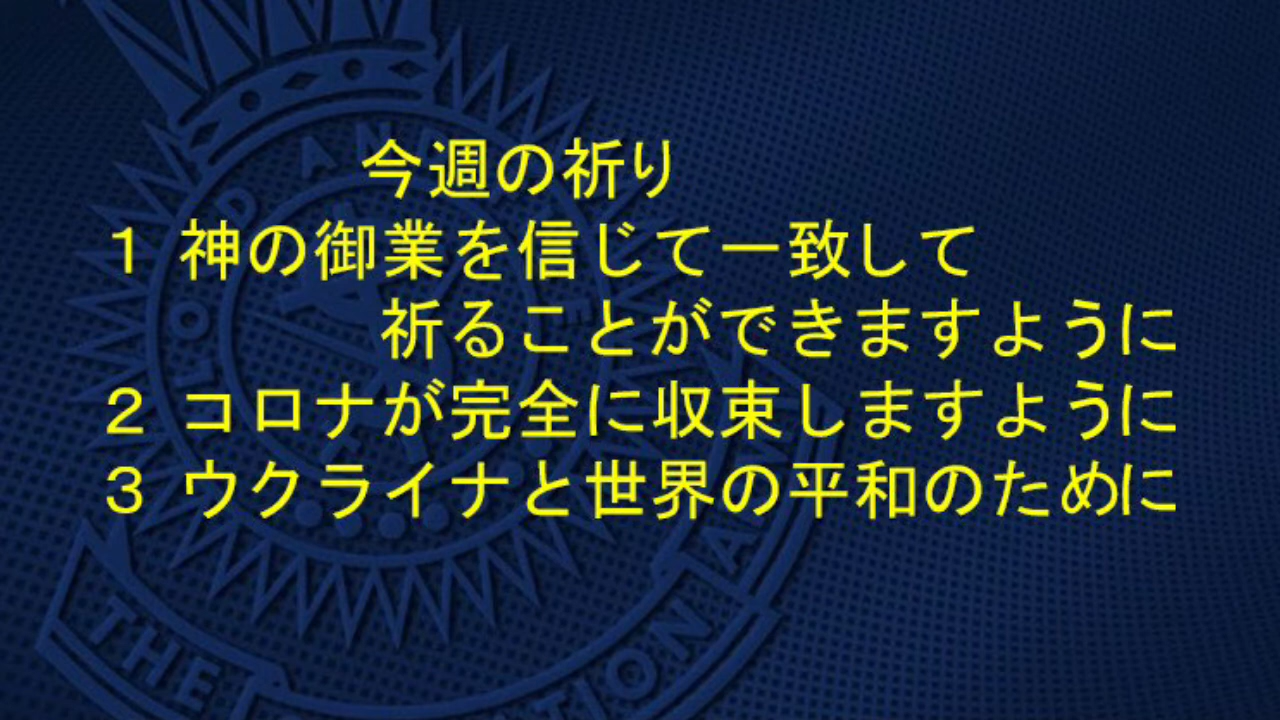 今週の祈り
１ 神の御業を信じて一致して
祈ることができますように
２ コロナが完全に収束しますように
３ ウクライナと世界の平和のために
THE